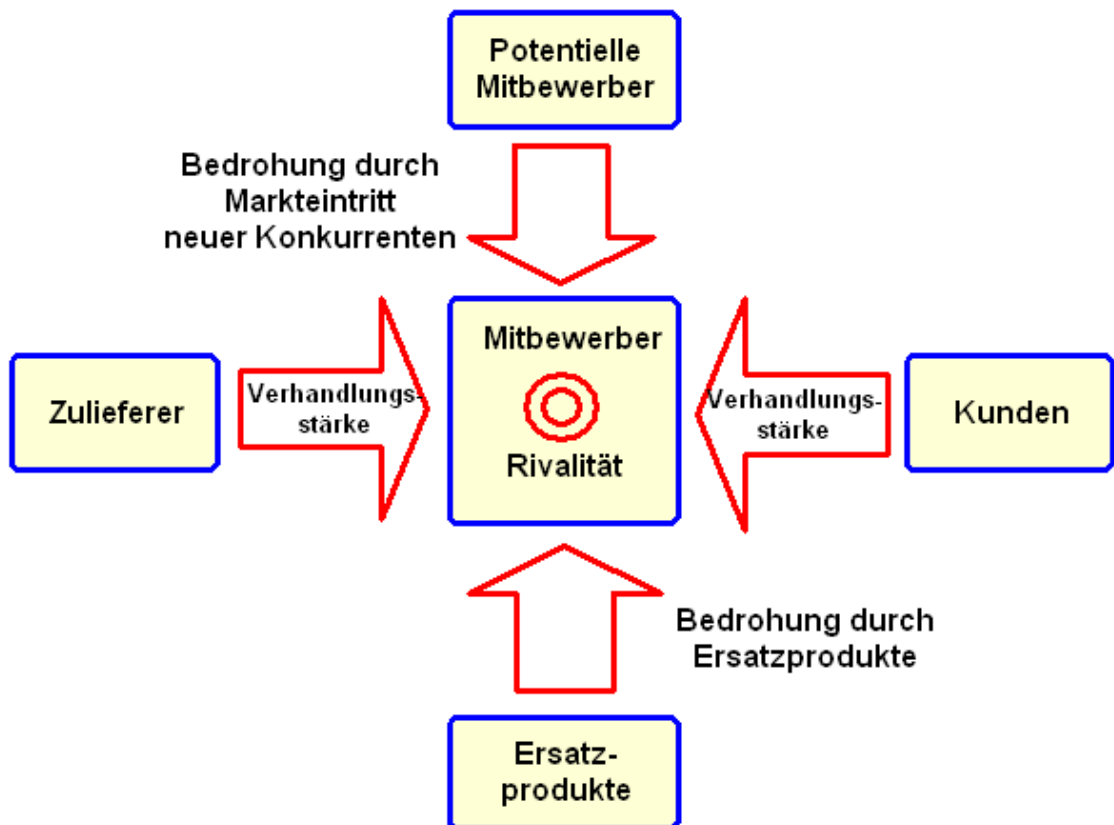 Potentielle
Mitbewerber
Bedrohung durch
Markteintritt
neuer Konkurrenten
Zulieferer
Verhandlungs-
stärke
Mitbewerber
Rivalität
Verhandlungs-
stärke
Kunden
Bedrohung durch
Ersatzprodukte
Ersatz-
produkte